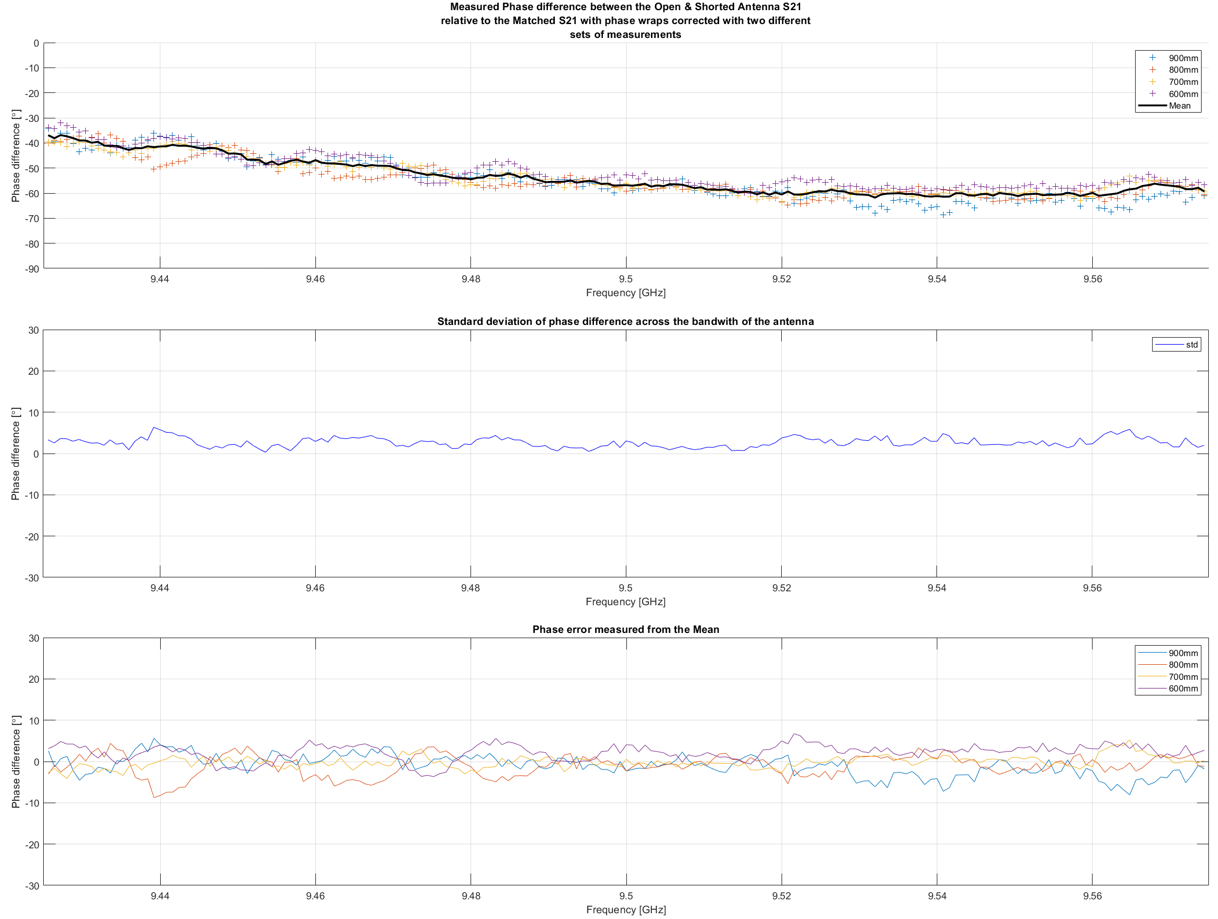 Measured Phase difference between the Open & Shorted Antenna S21
relative to the Matched S21 with phase wraps corrected with two different
sets of measurements
0
-10
-20
-30
-40
-50
-60
-70
-80
-90
Phase difference [°]
900mm
800mm
700mm
600mm
Mean
9.44
9.46
9.48
9.5
9.52
9.54
9.56
Frequency [GHz]
Standard deviation of phase difference across the bandwith of the antenna
30
20
10
0
-10
-20
-30
Phase difference [°]
std
9.44
9.46
9.48
9.5
9.52
9.54
9.56
Frequency [GHz]
Phase error measured from the Mean
30
20
10
0
-10
-20
-30
Phase difference [°]
900mm
800mm
700mm
600mm
9.44
9.46
9.48
9.5
9.52
9.54
9.56
Frequency [GHz]